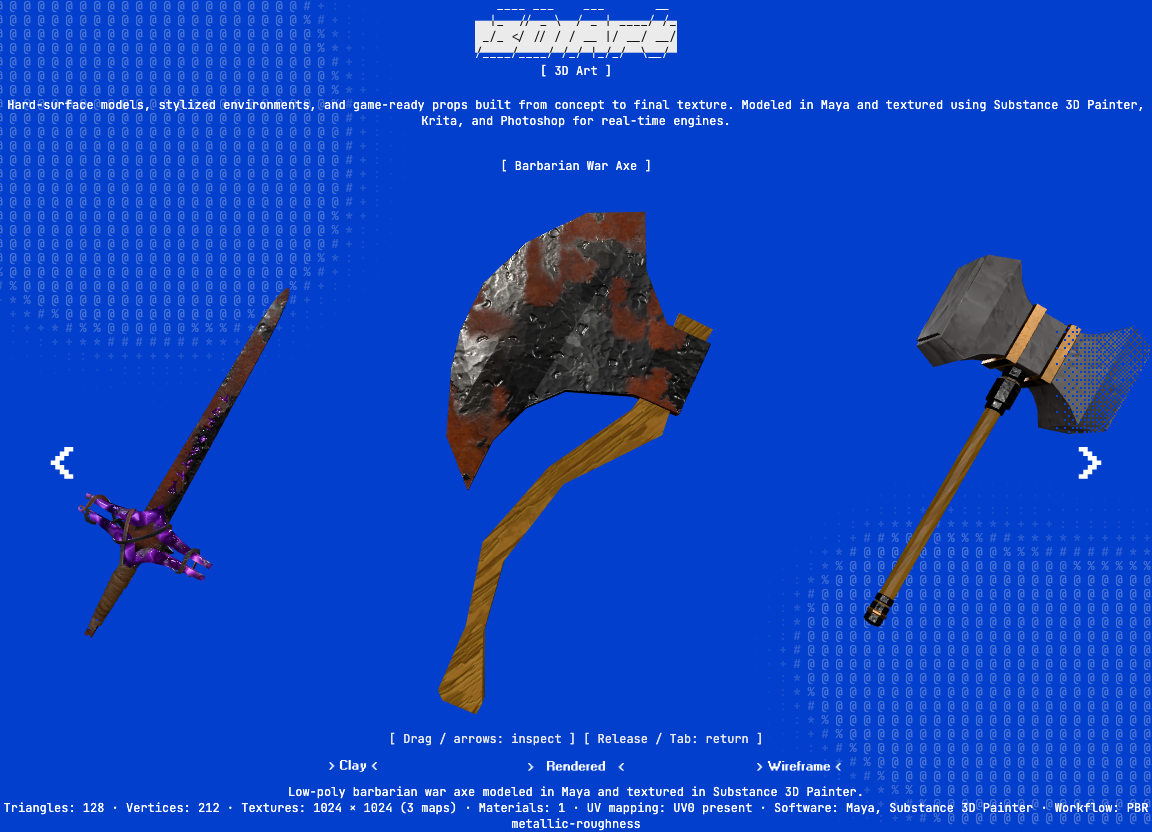 [ 3D Art ]
Hard-surface models, stylized environments, and game-ready props built from concept to final texture. Modeled in Maya and textured using Substance 3D Painter,
Krita, and Photoshop for real-time engines.
[ Barbarian War Axe ]
[ Drag / arrows: inspect ] [ Release / Tab: return ]
> Clay < > Rendered < > Wireframe <
Low-poly barbarian war axe modeled in Maya and textured in Substance 3D Painter.
Triangles: 128 · Vertices: 212 · Textures: 1024 × 1024 (3 maps) · Materials: 1 · UV mapping: UV0 present · Software: Maya, Substance 3D Painter · Workflow: PBR
metallic-roughness